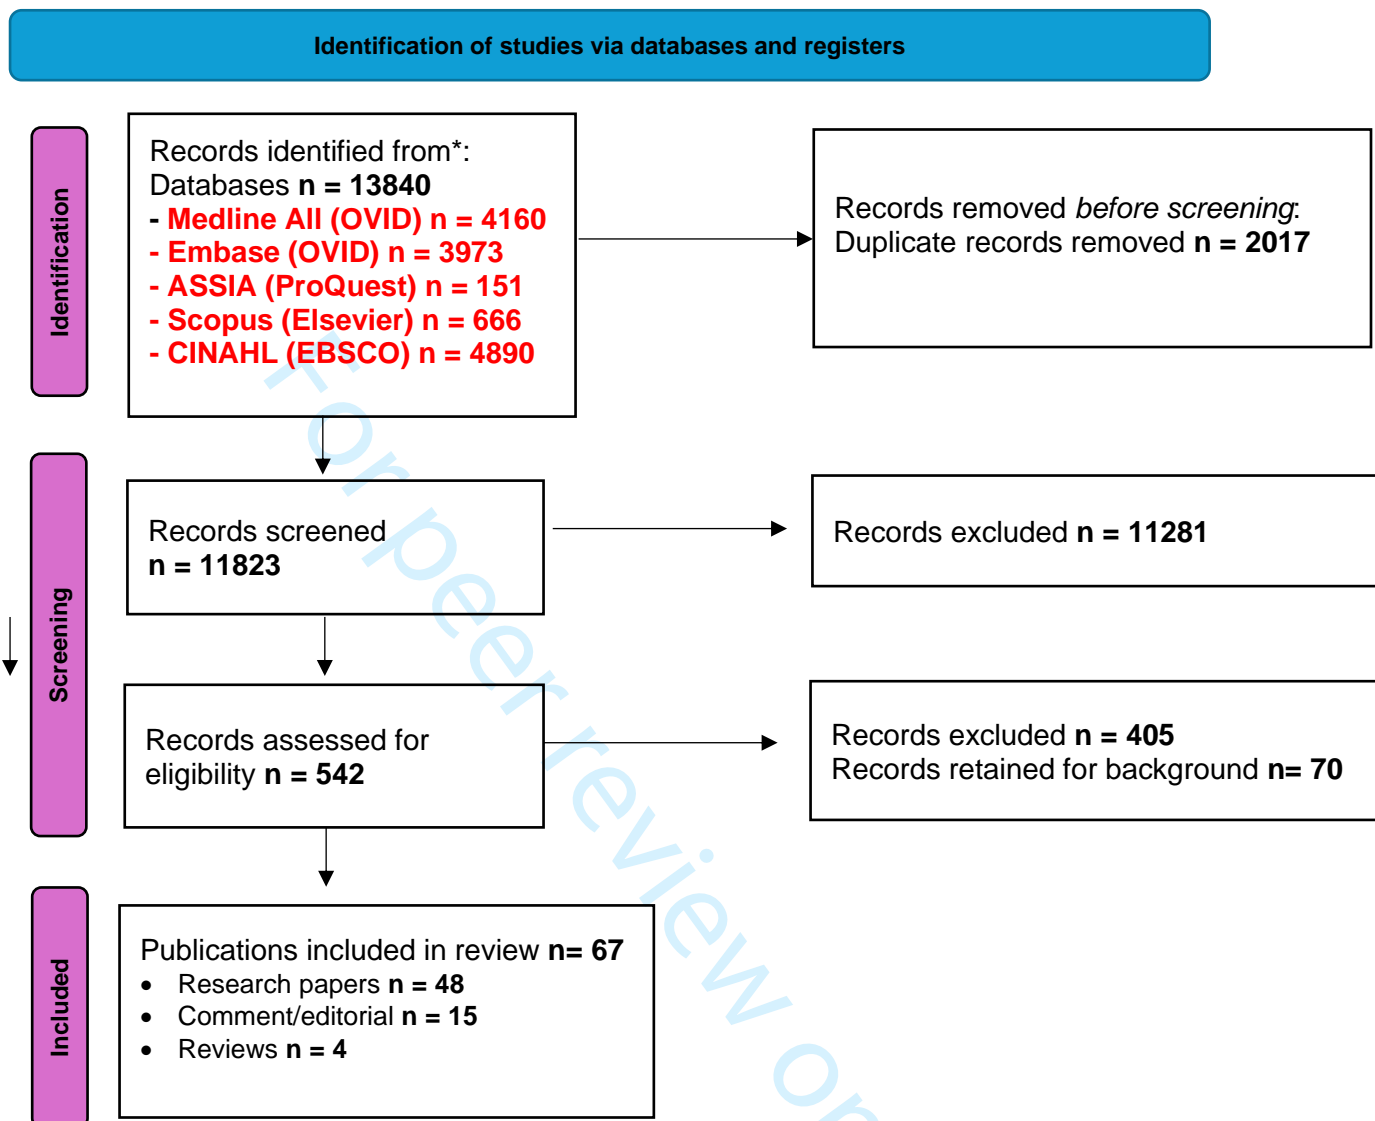 Identification of studies via databases and registers
Identification
Records identified from*:
Databases n = 13840
- Medline All (OVID) n = 4160
- Embase (OVID) n = 3973
- ASSIA (ProQuest) n = 151
- Scopus (Elsevier) n = 666
- CINAHL (EBSCO) n = 4890
Records removed before screening:
Duplicate records removed n = 2017
Screening
Records screened
n = 11823
Records excluded n = 11281
Records assessed for
eligibility n = 542
Records excluded n = 405
Records retained for background n= 70
Included
Publications included in review n= 67
• Research papers n = 48
• Comment/editorial n = 15
• Reviews n = 4
For peer review on